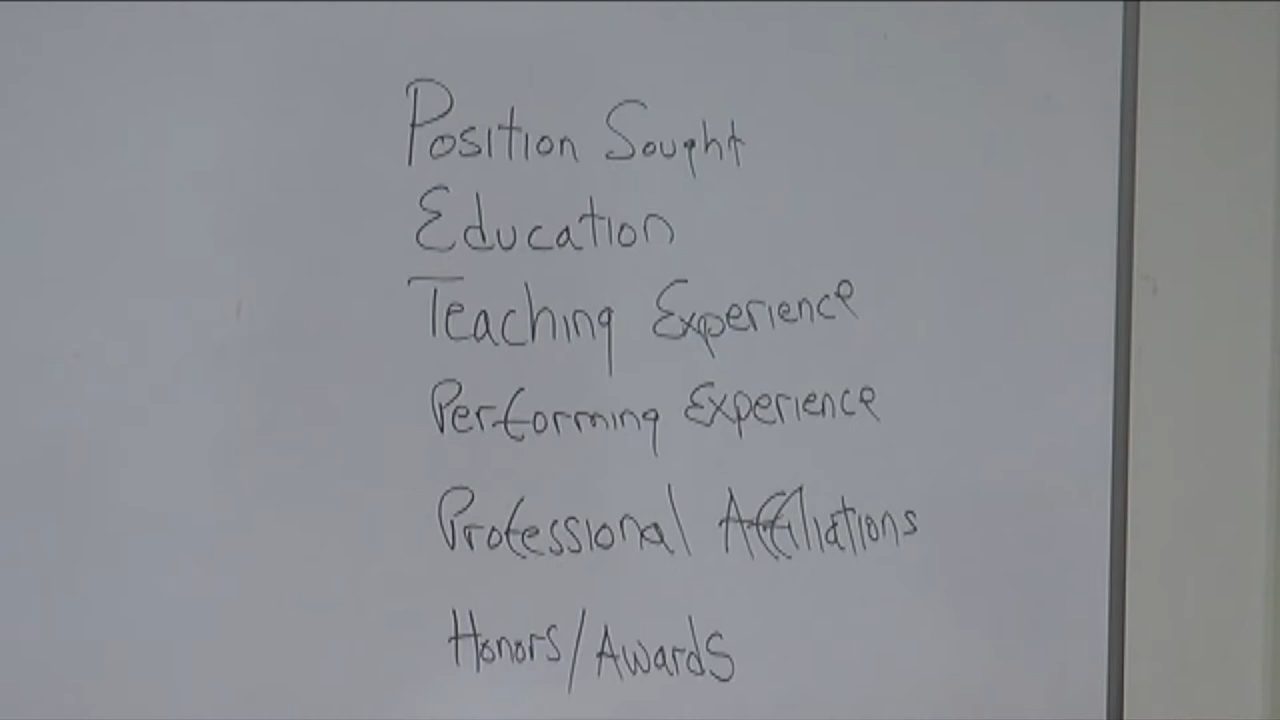 Position Sought
Education
Teaching Experience
Performing Experience
Professional Affiliations
Honors/Awards